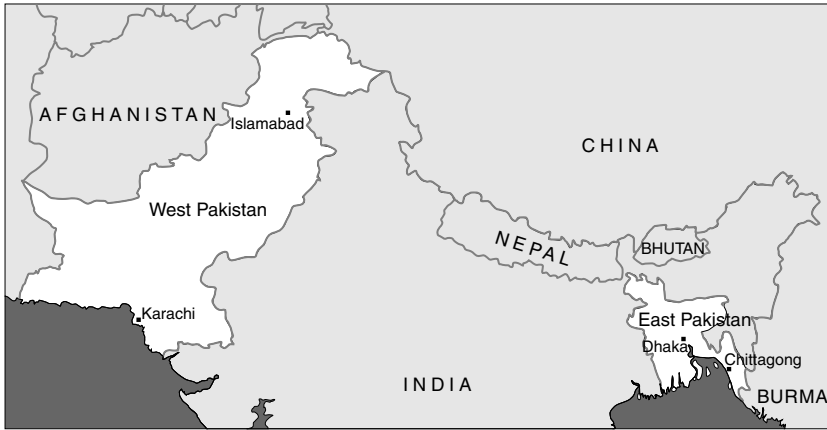 AFGHANISTAN
Islamabad
CHINA
West Pakistan
NEPAL
BHUTAN
Karachi
East Pakistan
Dhaka
Chittagong
INDIA
BURMA